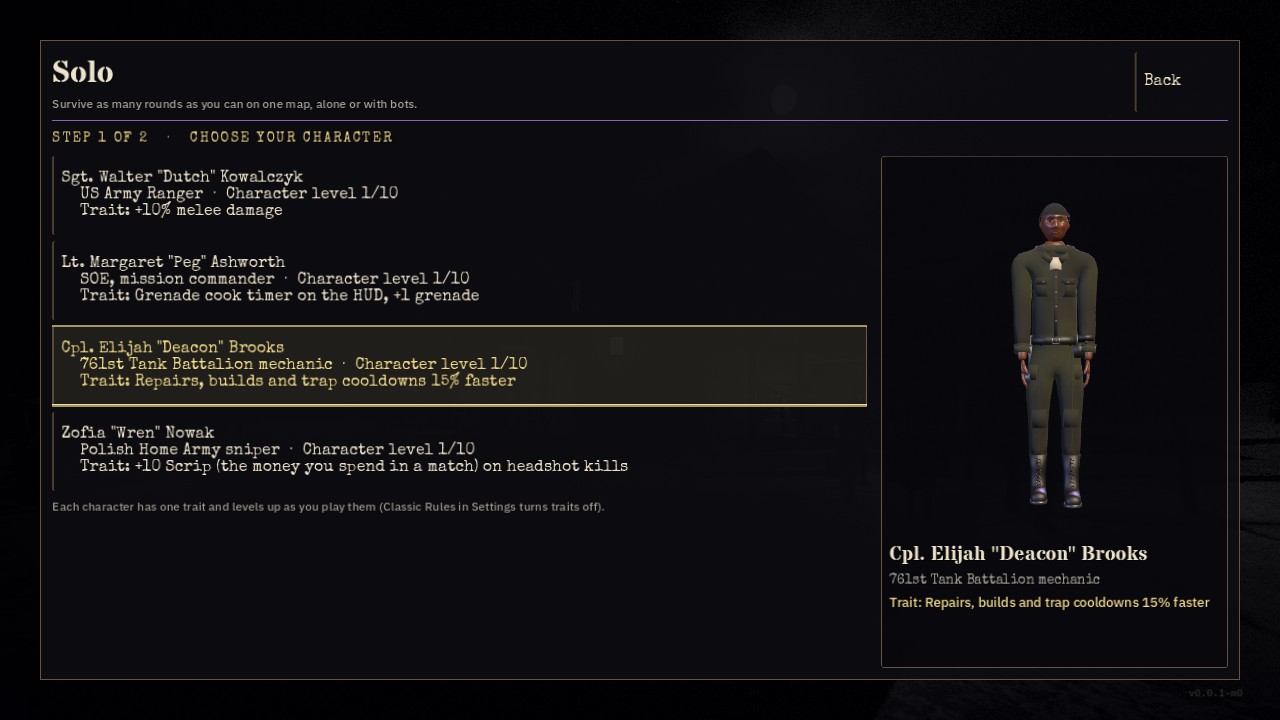 Solo
Survive as many rounds as you can on one map, alone or with bots.
Back
STEP 1 OF 2 · CHOOSE YOUR CHARACTER
Sgt. Walter "Dutch" Kowalczyk
US Army Ranger · Character level 1/10
Trait: +10% melee damage
Lt. Margaret "Peg" Ashworth
SOE, mission commander · Character level 1/10
Trait: Grenade cook timer on the HUD, +1 grenade
Cpl. Elijah "Deacon" Brooks
761st Tank Battalion mechanic · Character level 1/10
Trait: Repairs, builds and trap cooldowns 15% faster
Zofia "Wren" Nowak
Polish Home Army sniper · Character level 1/10
Trait: +10 Scrip (the money you spend in a match) on headshot kills
Each character has one trait and levels up as you play them (Classic Rules in Settings turns traits off).
Cpl. Elijah "Deacon" Brooks
761st Tank Battalion mechanic
Trait: Repairs, builds and trap cooldowns 15% faster
v0.0.1-m0